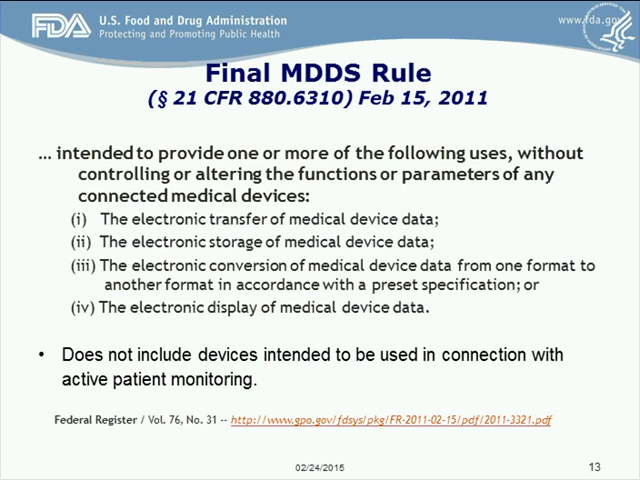 FDA U.S. Food and Drug Administration
Protecting and Promoting Public Health
www.fda.gov
Final MDDS Rule
(§ 21 CFR 880.6310) Feb 15, 2011
... intended to provide one or more of the following uses, without
controlling or altering the functions or parameters of any
connected medical devices:
(i) The electronic transfer of medical device data;
(ii) The electronic storage of medical device data;
(iii) The electronic conversion of medical device data from one format to
another format in accordance with a preset specification; or
(iv) The electronic display of medical device data.
• Does not include devices intended to be used in connection with
active patient monitoring.
Federal Register / Vol. 76, No. 31 -- http://www.gpo.gov/fdsys/pkg/FR-2011-02-15/pdf/2011-3321.pdf
02/24/2015
13